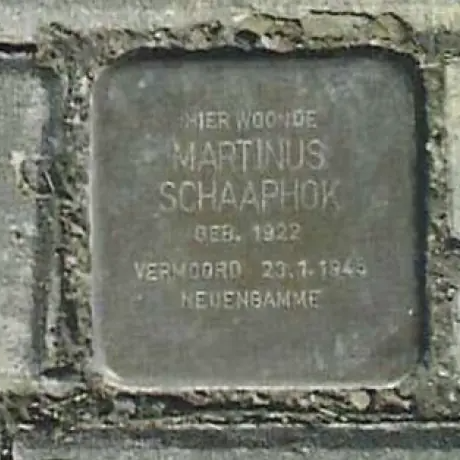 HIER WOONDE
MARTINUS
SCHAAPHOK
GEB. 1922
VERMOORD 23.1.1945
NEUENGAMME